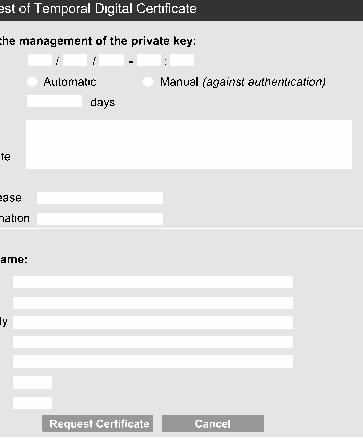 est of Temporal Digital Certificate
the management of the private key:
/ / - :
Automatic Manual (against authentication)
days
te
ease
nation
ame:
ly
Request Certificate Cancel